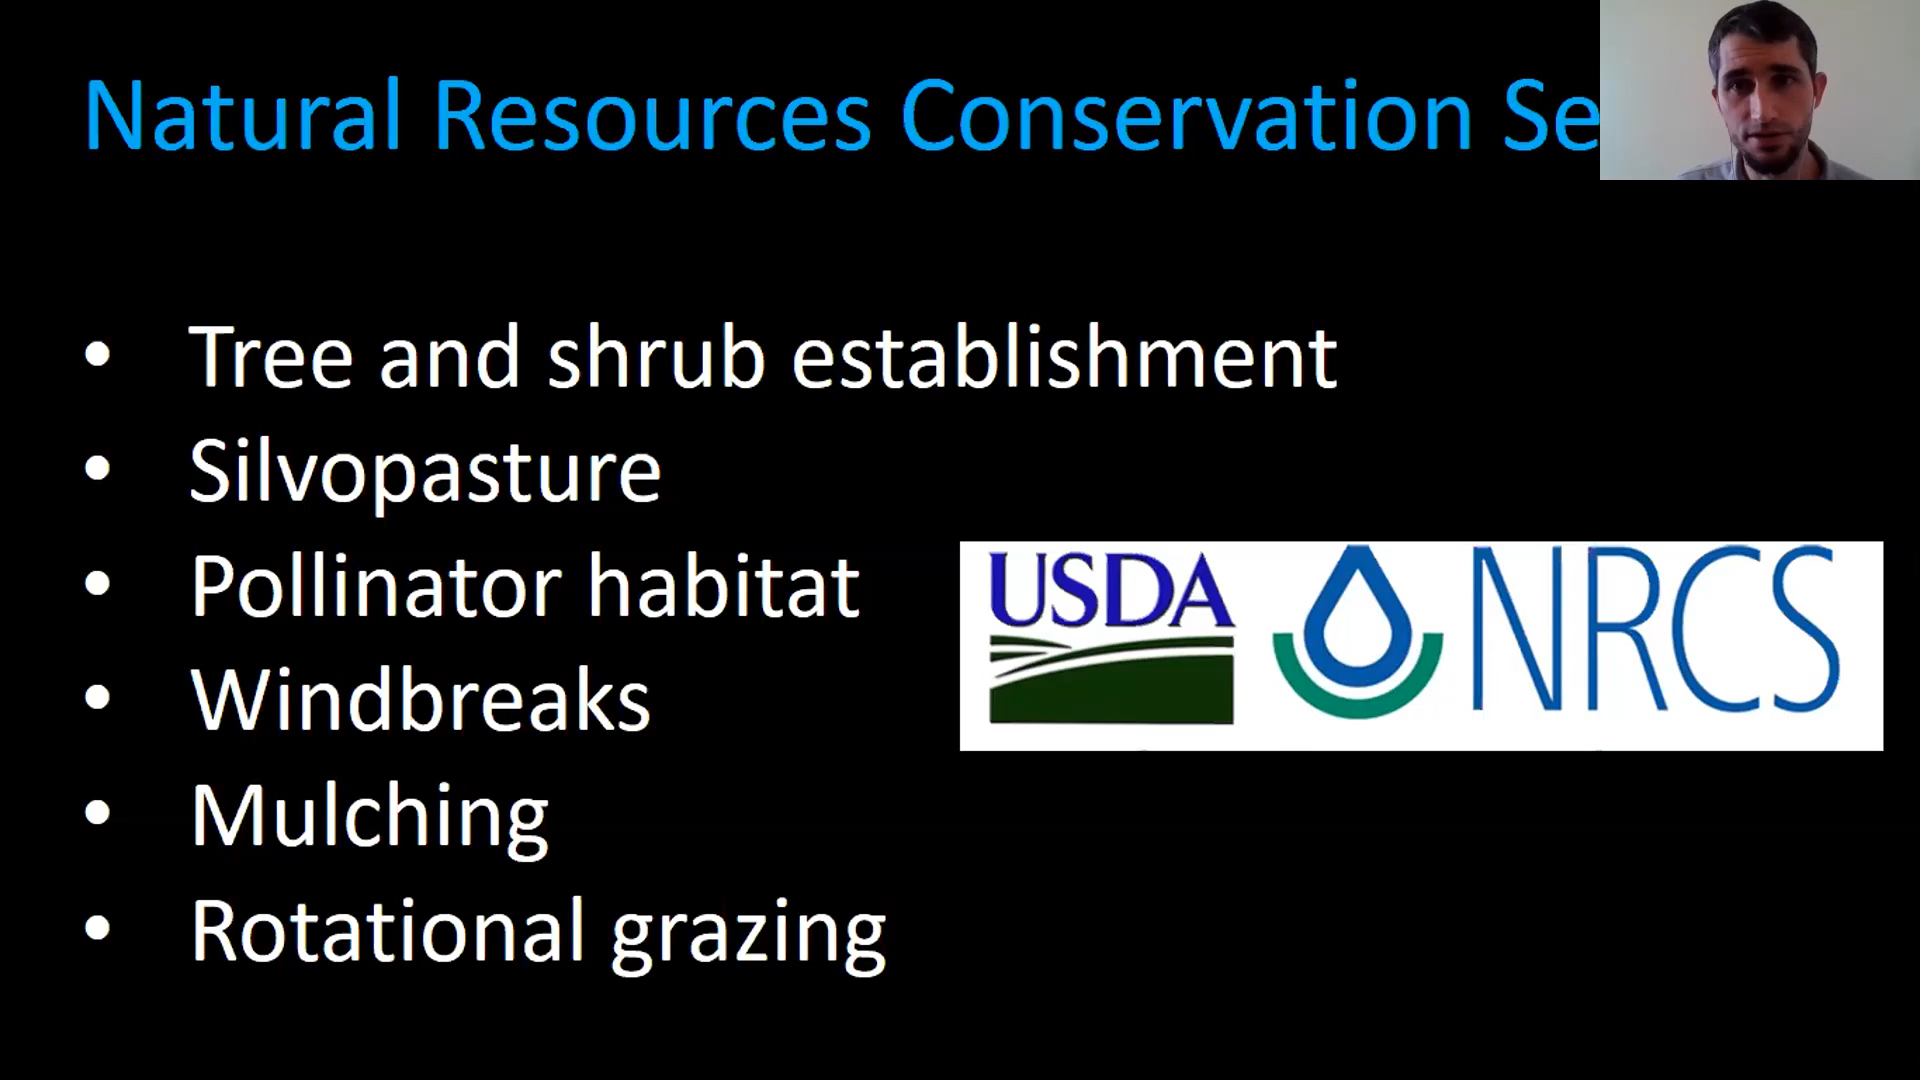 Natural Resources Conservation Se
• Tree and shrub establishment
• Silvopasture
• Pollinator habitat
• Windbreaks
• Mulching
• Rotational grazing
USDA NRCS